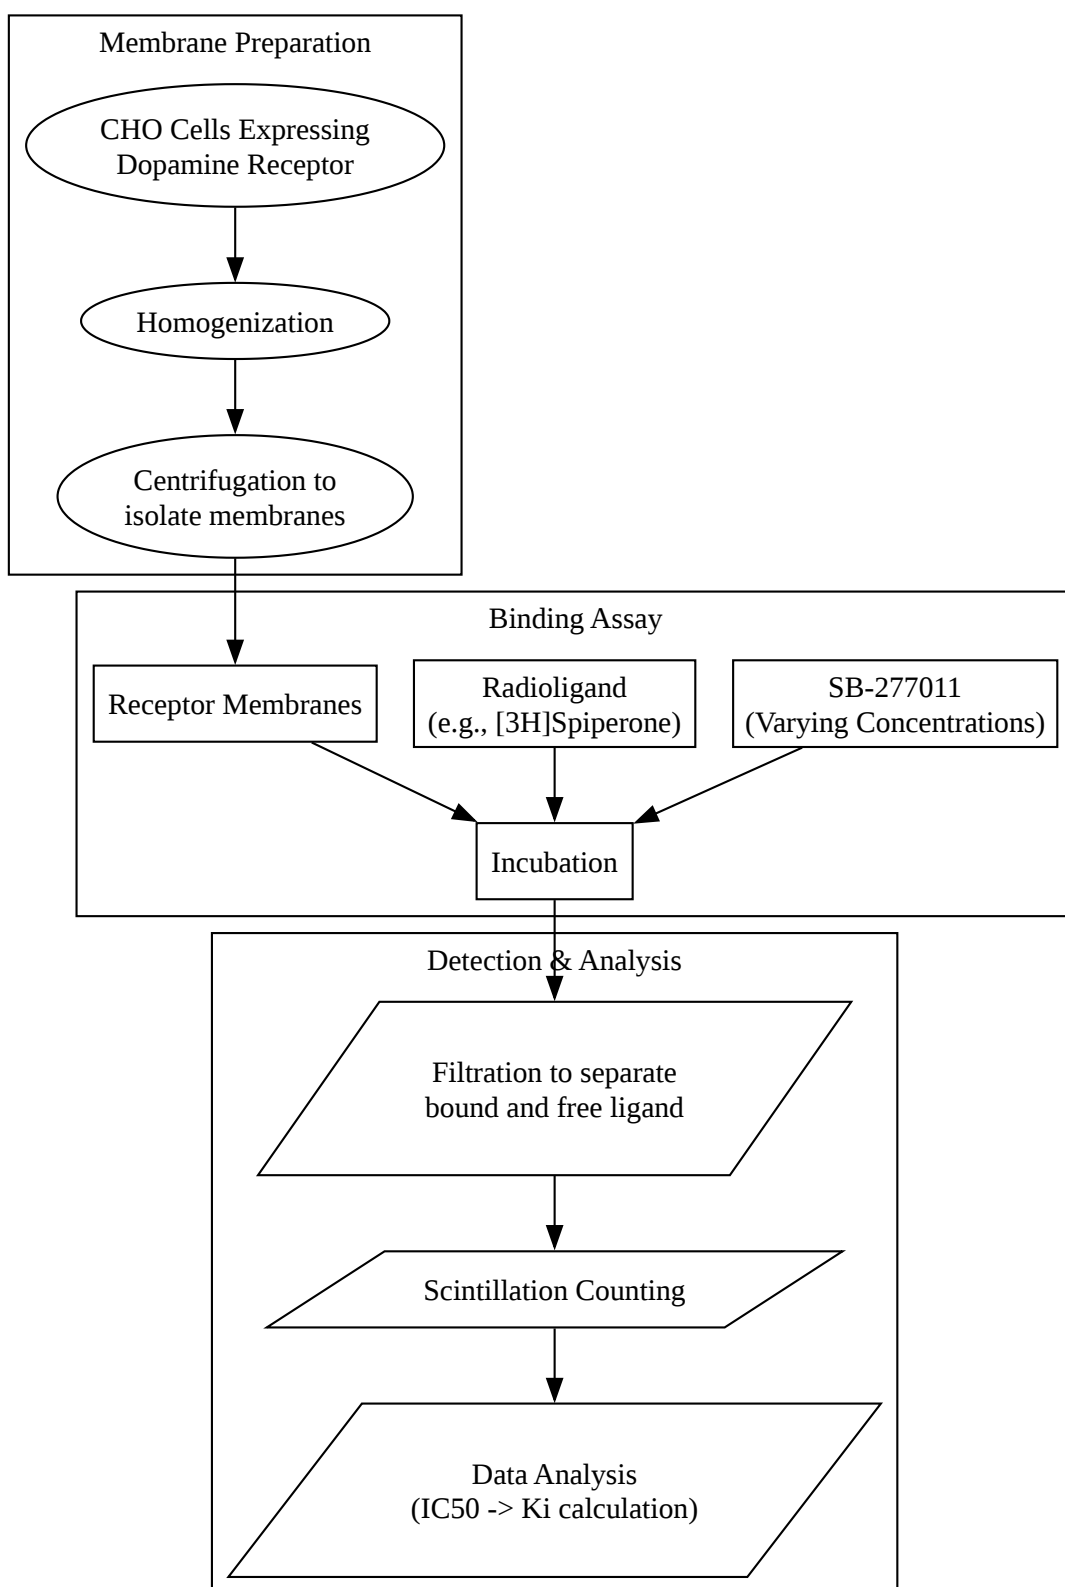 Membrane Preparation
CHO Cells Expressing
Dopamine Receptor
Homogenization
Centrifugation to
isolate membranes
Binding Assay
Receptor Membranes
Radioligand
(e.g., [3H]Spiperone)
SB-277011
(Varying Concentrations)
Incubation
Detection & Analysis
Filtration to separate
bound and free ligand
Scintillation Counting
Data Analysis
(IC50 -> Ki calculation)